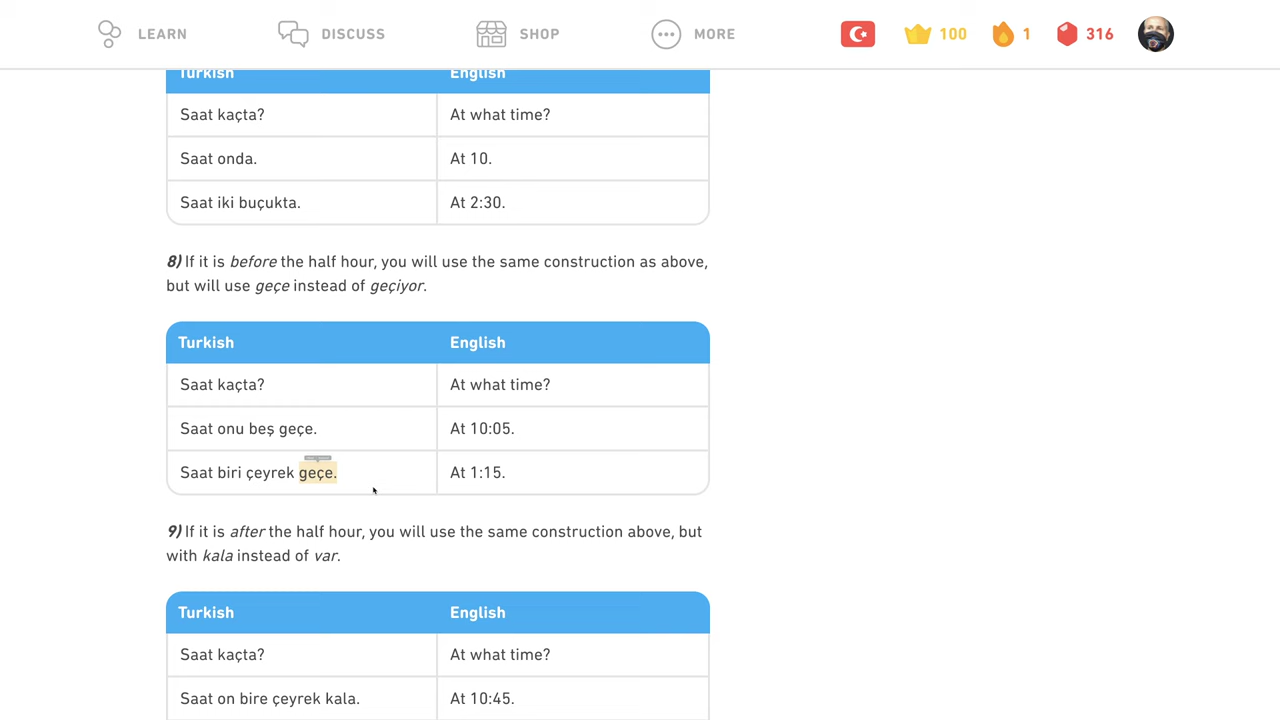 LEARN DISCUSS SHOP MORE 100 1 316
Turkish English
Saat kaçta? At what time?
Saat onda. At 10.
Saat iki buçukta. At 2:30.
8) If it is before the half hour, you will use the same construction as above,
but will use geçe instead of geçiyor.
Turkish English
Saat kaçta? At what time?
Saat onu beş geçe. At 10:05.
Saat biri çeyrek geçe. At 1:15.
9) If it is after the half hour, you will use the same construction above, but
with kala instead of var.
Turkish English
Saat kaçta? At what time?
Saat on bire çeyrek kala. At 10:45.